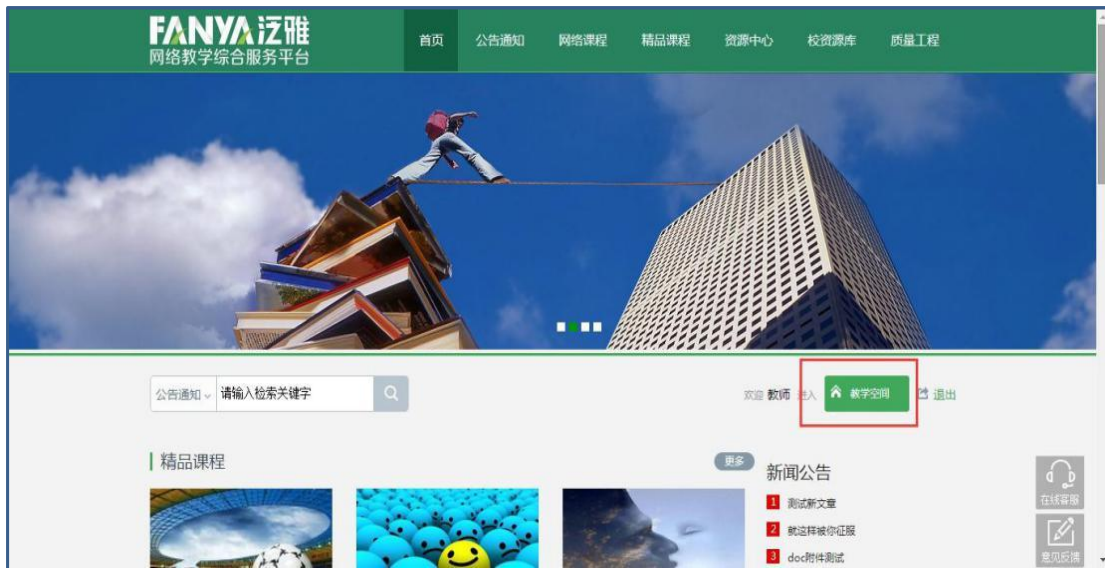 FANYA 泛雅
网络教学综合服务平台
首页 公告通知 网络课程 精品课程 资源中心 校资源库 质量工程
公告通知 请输入检索关键字
欢迎 教师 进入 教学空间 退出
精品课程 更多
新闻公告
1 测试新文章
2 就这样被你征服
3 doc附件测试
在线客服
意见反馈